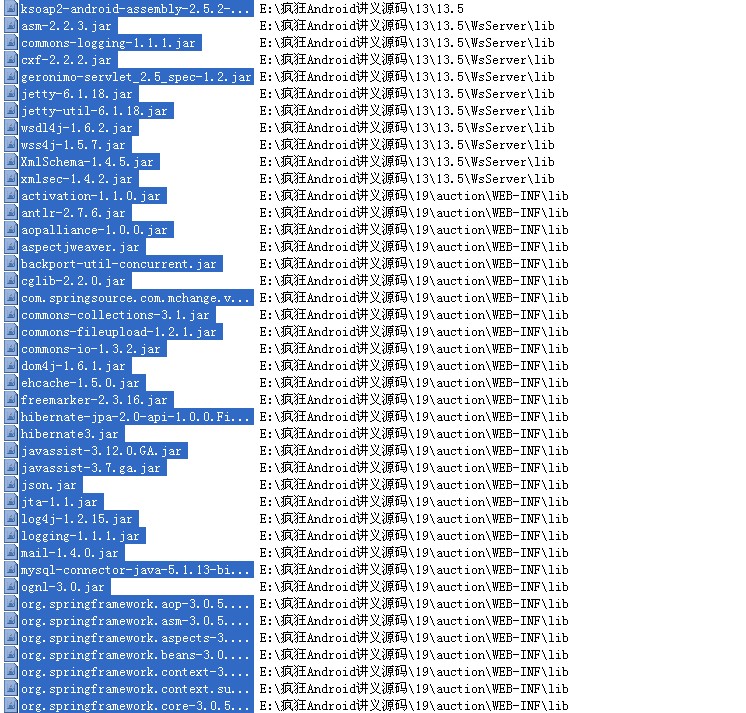 ksoap2-android-assembly-2.5.2-... E:\疯狂Android讲义源码\13\13.5
asm-2.2.3.jar E:\疯狂Android讲义源码\13\13.5\WsServer\lib
commons-logging-1.1.1.jar E:\疯狂Android讲义源码\13\13.5\WsServer\lib
cxf-2.2.2.jar E:\疯狂Android讲义源码\13\13.5\WsServer\lib
geronimo-servlet_2.5_spec-1.2.jar E:\疯狂Android讲义源码\13\13.5\WsServer\lib
jetty-6.1.18.jar E:\疯狂Android讲义源码\13\13.5\WsServer\lib
jetty-util-6.1.18.jar E:\疯狂Android讲义源码\13\13.5\WsServer\lib
wsdl4j-1.6.2.jar E:\疯狂Android讲义源码\13\13.5\WsServer\lib
wss4j-1.5.7.jar E:\疯狂Android讲义源码\13\13.5\WsServer\lib
XmlSchema-1.4.5.jar E:\疯狂Android讲义源码\13\13.5\WsServer\lib
xmlsec-1.4.2.jar E:\疯狂Android讲义源码\13\13.5\WsServer\lib
activation-1.1.0.jar E:\疯狂Android讲义源码\19\auction\WEB-INF\lib
antlr-2.7.6.jar E:\疯狂Android讲义源码\19\auction\WEB-INF\lib
aopalliance-1.0.0.jar E:\疯狂Android讲义源码\19\auction\WEB-INF\lib
aspectjweaver.jar E:\疯狂Android讲义源码\19\auction\WEB-INF\lib
backport-util-concurrent.jar E:\疯狂Android讲义源码\19\auction\WEB-INF\lib
cglib-2.2.0.jar E:\疯狂Android讲义源码\19\auction\WEB-INF\lib
com.springsource.com.mchange.v... E:\疯狂Android讲义源码\19\auction\WEB-INF\lib
commons-collections-3.1.jar E:\疯狂Android讲义源码\19\auction\WEB-INF\lib
commons-fileupload-1.2.1.jar E:\疯狂Android讲义源码\19\auction\WEB-INF\lib
commons-io-1.3.2.jar E:\疯狂Android讲义源码\19\auction\WEB-INF\lib
dom4j-1.6.1.jar E:\疯狂Android讲义源码\19\auction\WEB-INF\lib
ehcache-1.5.0.jar E:\疯狂Android讲义源码\19\auction\WEB-INF\lib
freemarker-2.3.16.jar E:\疯狂Android讲义源码\19\auction\WEB-INF\lib
hibernate-jpa-2.0-api-1.0.0.Fi... E:\疯狂Android讲义源码\19\auction\WEB-INF\lib
hibernate3.jar E:\疯狂Android讲义源码\19\auction\WEB-INF\lib
javassist-3.12.0.GA.jar E:\疯狂Android讲义源码\19\auction\WEB-INF\lib
javassist-3.7.ga.jar E:\疯狂Android讲义源码\19\auction\WEB-INF\lib
json.jar E:\疯狂Android讲义源码\19\auction\WEB-INF\lib
jta-1.1.jar E:\疯狂Android讲义源码\19\auction\WEB-INF\lib
log4j-1.2.15.jar E:\疯狂Android讲义源码\19\auction\WEB-INF\lib
logging-1.1.1.jar E:\疯狂Android讲义源码\19\auction\WEB-INF\lib
mail-1.4.0.jar E:\疯狂Android讲义源码\19\auction\WEB-INF\lib
mysql-connector-java-5.1.13-bi... E:\疯狂Android讲义源码\19\auction\WEB-INF\lib
ognl-3.0.jar E:\疯狂Android讲义源码\19\auction\WEB-INF\lib
org.springframework.aop-3.0.5.... E:\疯狂Android讲义源码\19\auction\WEB-INF\lib
org.springframework.asm-3.0.5.... E:\疯狂Android讲义源码\19\auction\WEB-INF\lib
org.springframework.aspects-3.... E:\疯狂Android讲义源码\19\auction\WEB-INF\lib
org.springframework.beans-3.0.... E:\疯狂Android讲义源码\19\auction\WEB-INF\lib
org.springframework.context-3.... E:\疯狂Android讲义源码\19\auction\WEB-INF\lib
org.springframework.context.su... E:\疯狂Android讲义源码\19\auction\WEB-INF\lib
org.springframework.core-3.0.5... E:\疯狂Android讲义源码\19\auction\WEB-INF\lib